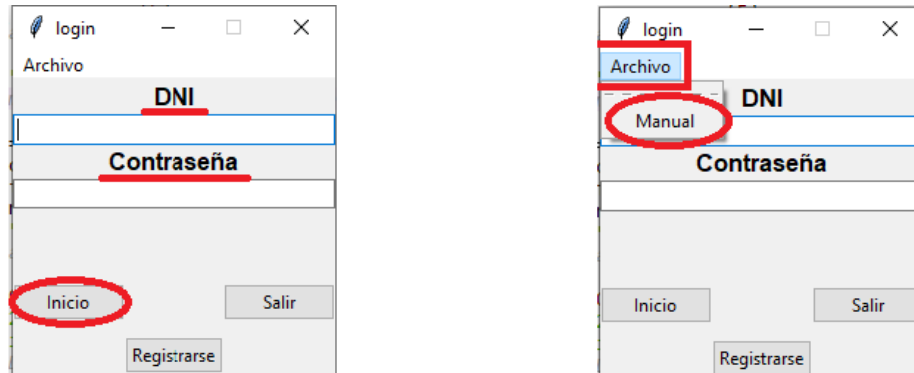 login
Archivo
DNI
Contraseña
Inicio Salir
Registrarse
login
Archivo
DNI
Manual
Contraseña
Inicio Salir
Registrarse